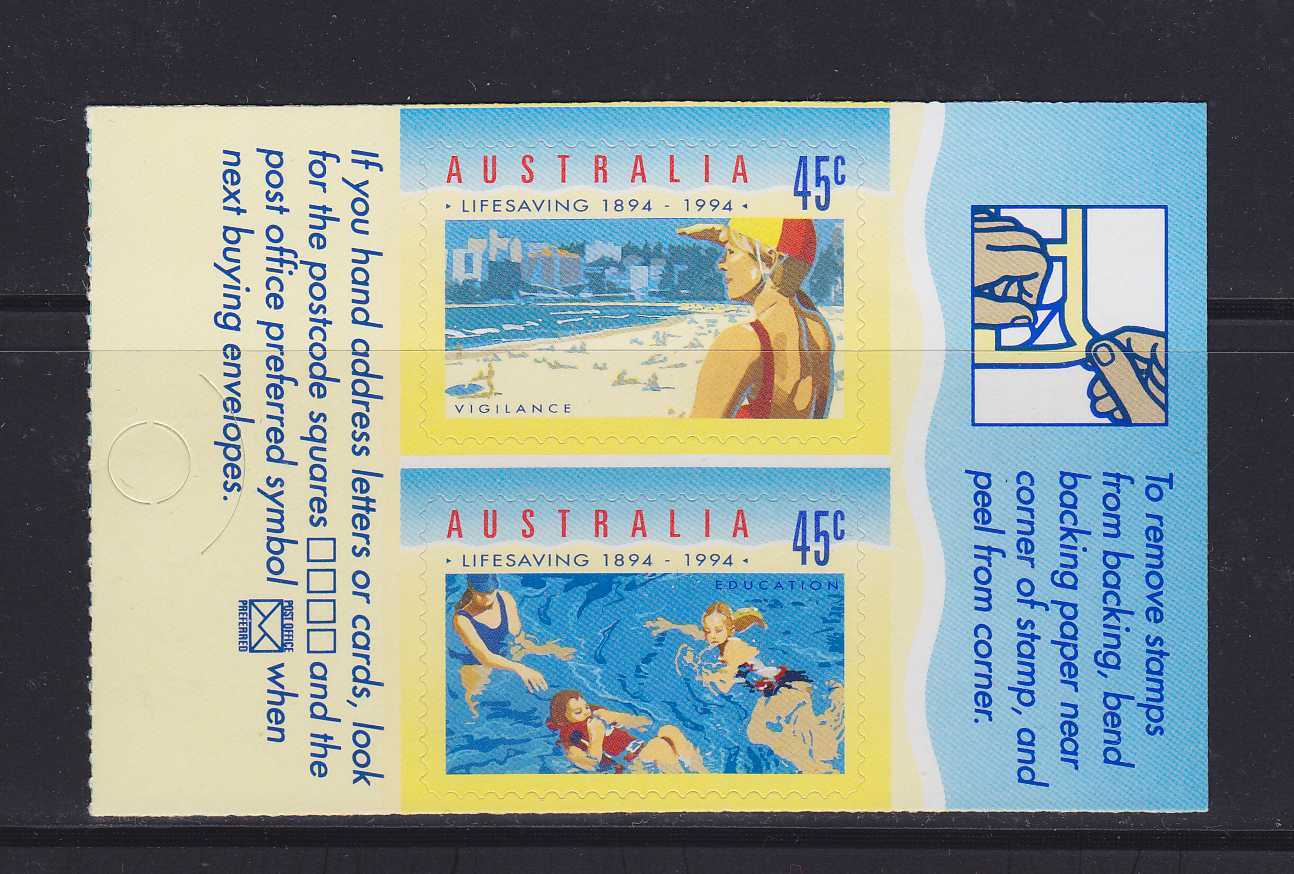 If you hand address letters or cards, look
for the postcode squares □□□□ and the
post office preferred symbol POST OFFICE PREFERRED when
next buying envelopes.
AUSTRALIA 45c
LIFESAVING 1894 - 1994
VIGILANCE
AUSTRALIA 45c
LIFESAVING 1894 - 1994
EDUCATION
To remove stamps
from backing, bend
backing paper near
corner of stamp, and
peel from corner.